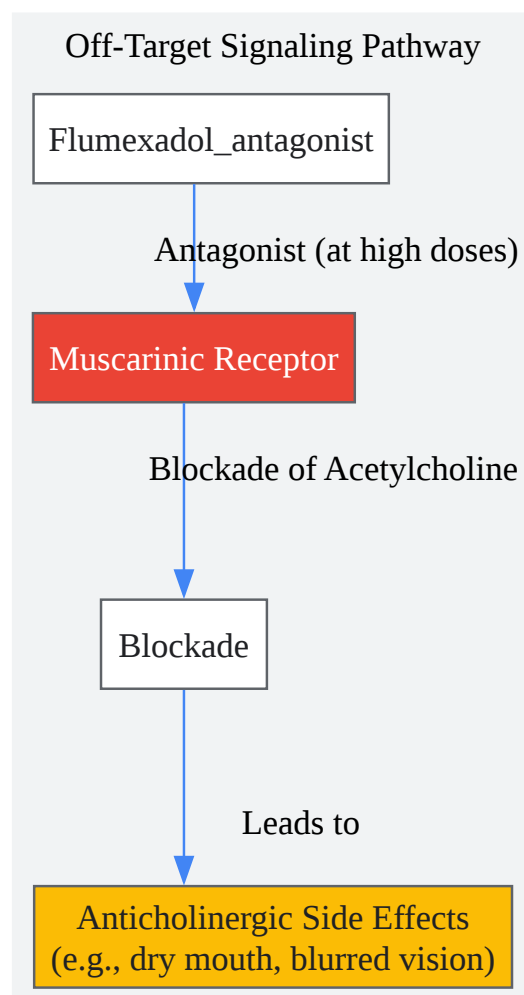 Off-Target Signaling Pathway
Flumexadol_antagonist
Antagonist (at high doses)
Muscarinic Receptor
Blockade of Acetylcholine
Blockade
Leads to
Anticholinergic Side Effects
(e.g., dry mouth, blurred vision)